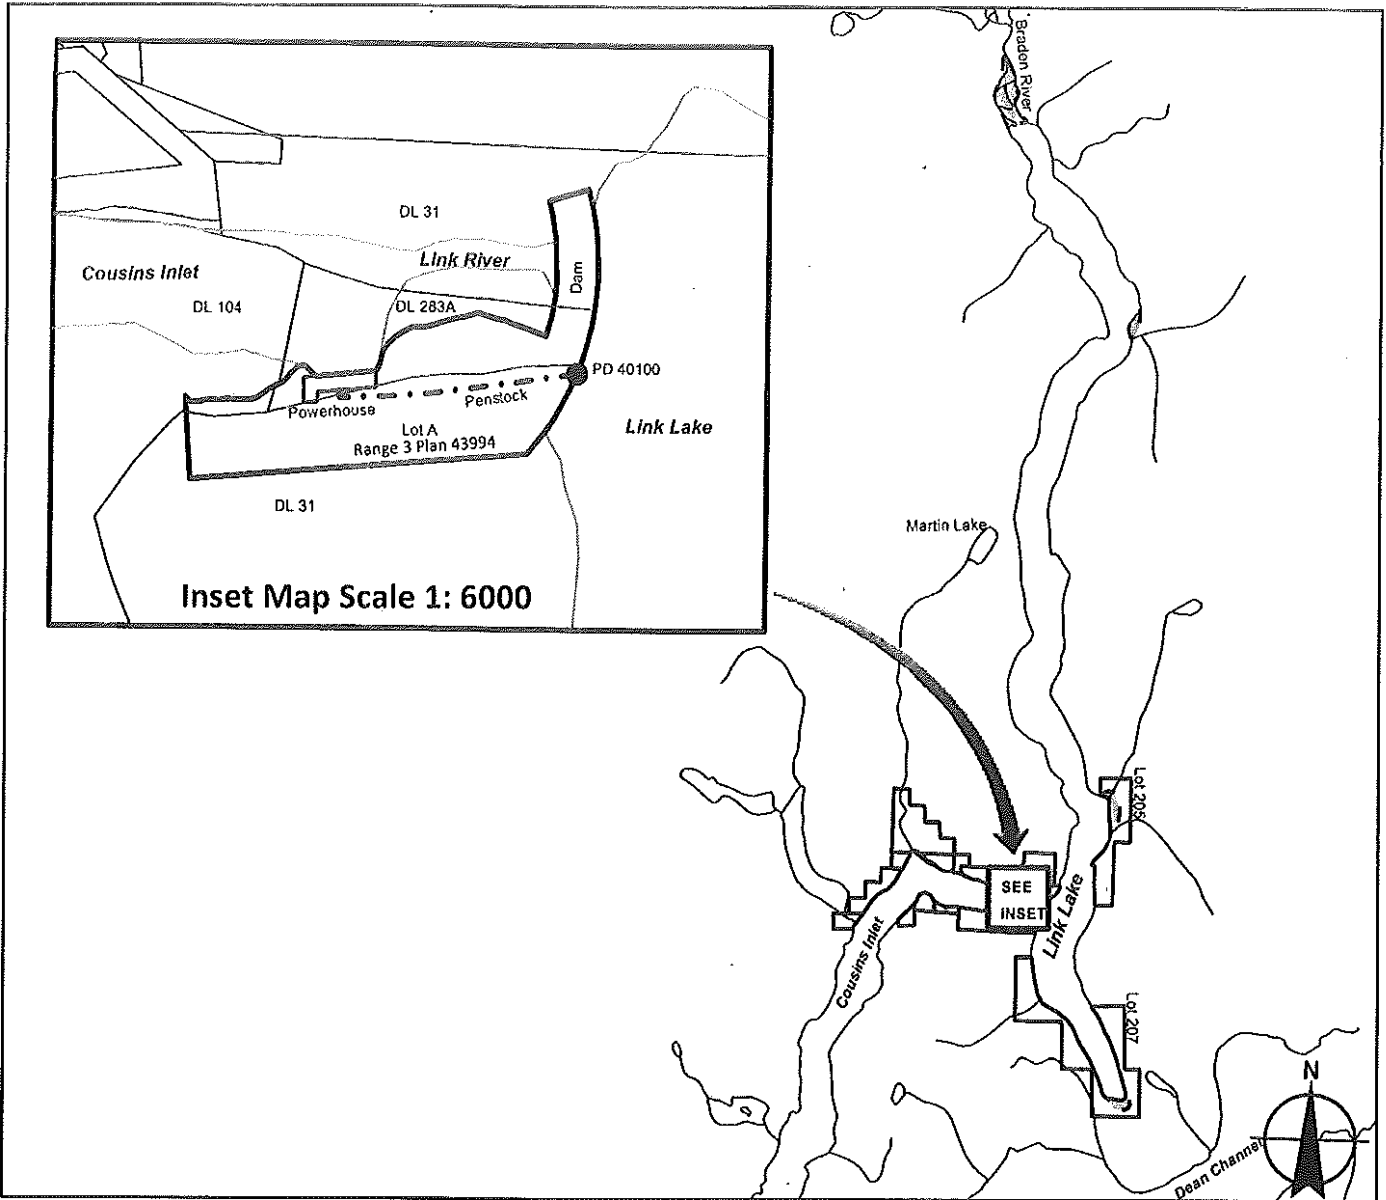 Bradon River
DL 31
Link River
Cousins Inlet
DL 104
DL 283A
Dam
PD 40100
Powerhouse
Penstock
Lot A
Range 3 Plan 43994
Link Lake
DL 31
Inset Map Scale 1: 6000
Martin Lake
Lot 205
SEE
INSET
Link Lake
Cousins Inlet
Lot 207
N
Dean Channel